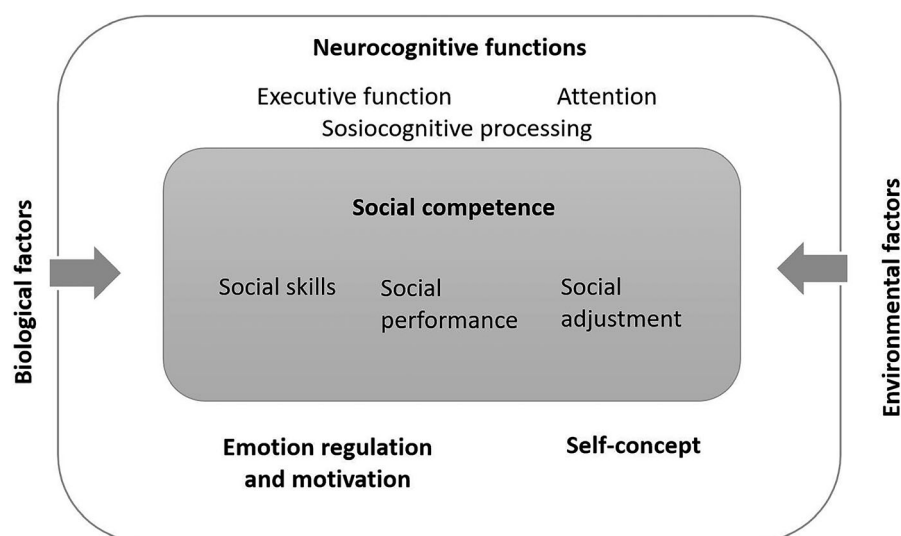 Neurocognitive functions
Executive function Attention
Sosiocognitive processing
Social competence
Social skills
Social
performance
Social
adjustment
Emotion regulation
and motivation
Self-concept
Biological factors
Environmental factors